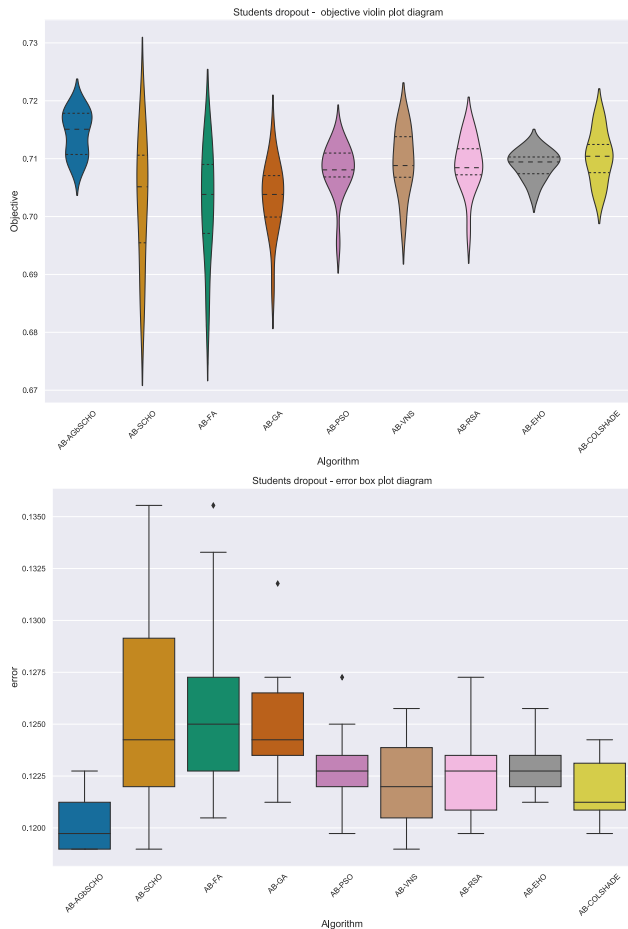 Students dropout -  objective violin plot diagram
0.73
0.72
0.71
0.70
0.69
0.68
0.67
Objective
AB-AGbSCHO
AB-SCHO
AB-FA
AB-GA
AB-PSO
AB-VNS
AB-RSA
AB-EHO
AB-COLSHADE
Algorithm
Students dropout - error box plot diagram
0.1350
0.1325
0.1300
0.1275
0.1250
0.1225
0.1200
error
AB-AGbSCHO
AB-SCHO
AB-FA
AB-GA
AB-PSO
AB-VNS
AB-RSA
AB-EHO
AB-COLSHADE
Algorithm